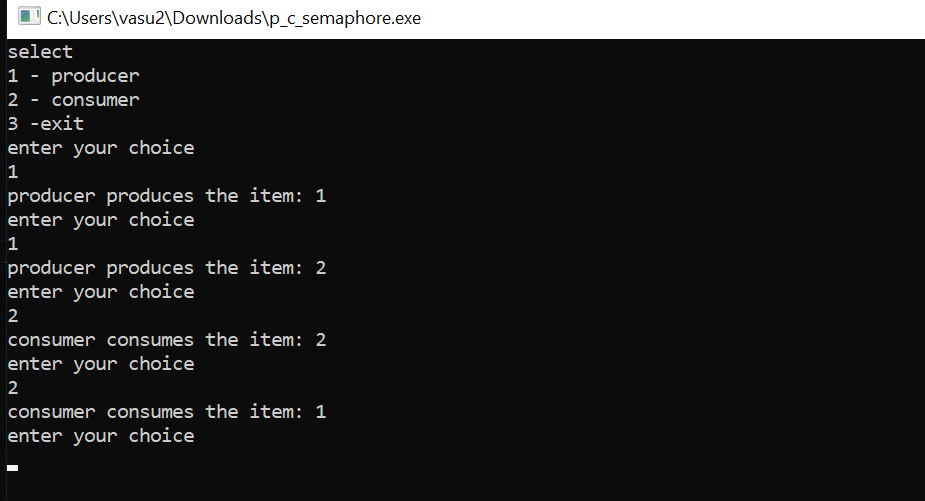 C:\Users\vasu2\Downloads\p_c_semaphore.exe
select
1 - producer
2 - consumer
3 -exit
enter your choice
1
producer produces the item: 1
enter your choice
1
producer produces the item: 2
enter your choice
2
consumer consumes the item: 2
enter your choice
2
consumer consumes the item: 1
enter your choice